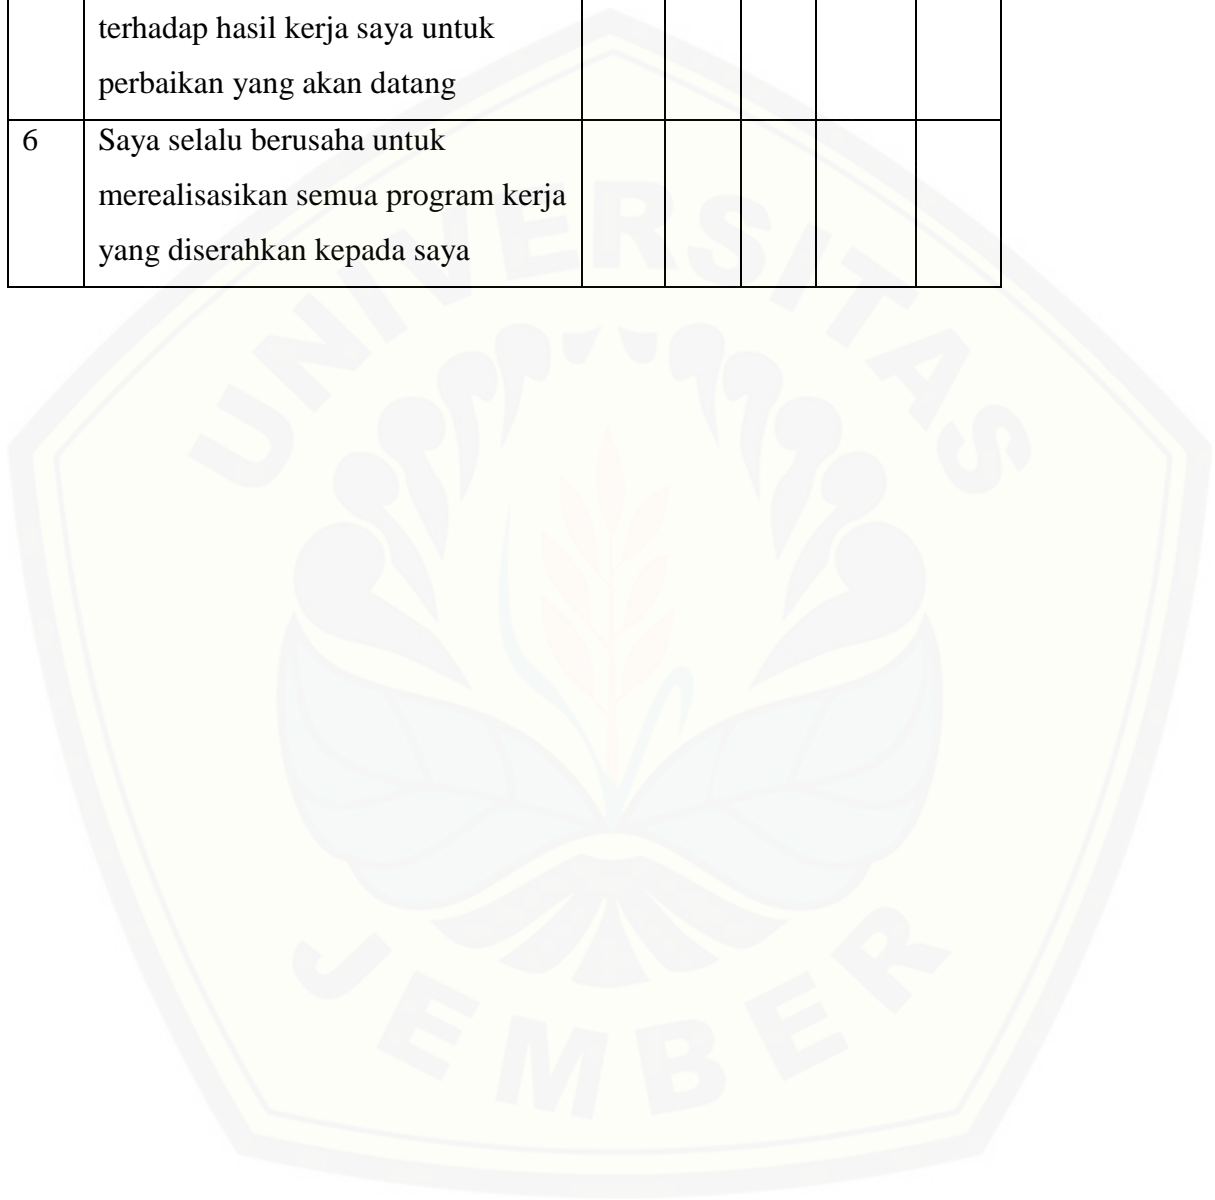 terhadap hasil kerja saya untuk
perbaikan yang akan datang
6 Saya selalu berusaha untuk
merealisasikan semua program kerja
yang diserahkan kepada saya
UNIVERSITAS
JEMBER